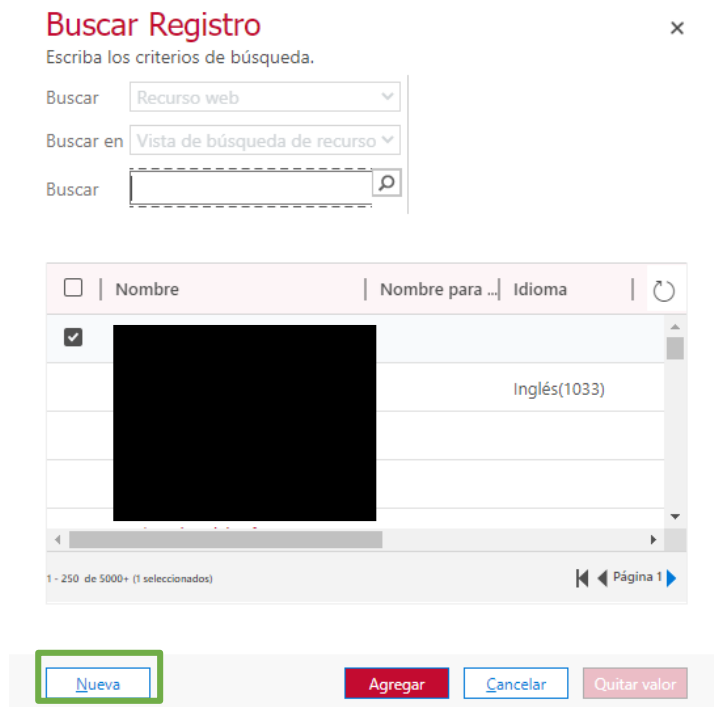 Buscar Registro
Escriba los criterios de búsqueda.
Buscar Recurso web
Buscar en Vista de búsqueda de recurso
Buscar
Nombre Nombre para ... Idioma
Inglés(1033)
1 - 250 de 5000+ (1 seleccionados) Página 1
Nueva Agregar Cancelar Quitar valor